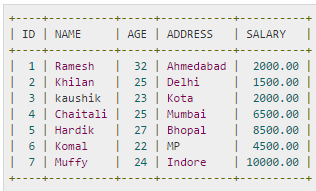 +----+----------+-----+-----------+----------+
| ID | NAME     | AGE | ADDRESS   | SALARY   |
+----+----------+-----+-----------+----------+
|  1 | Ramesh   |  32 | Ahmedabad |  2000.00 |
|  2 | Khilan   |  25 | Delhi     |  1500.00 |
|  3 | kaushik  |  23 | Kota      |  2000.00 |
|  4 | Chaitali |  25 | Mumbai    |  6500.00 |
|  5 | Hardik   |  27 | Bhopal    |  8500.00 |
|  6 | Komal    |  22 | MP        |  4500.00 |
|  7 | Muffy    |  24 | Indore    | 10000.00 |
+----+----------+-----+-----------+----------+